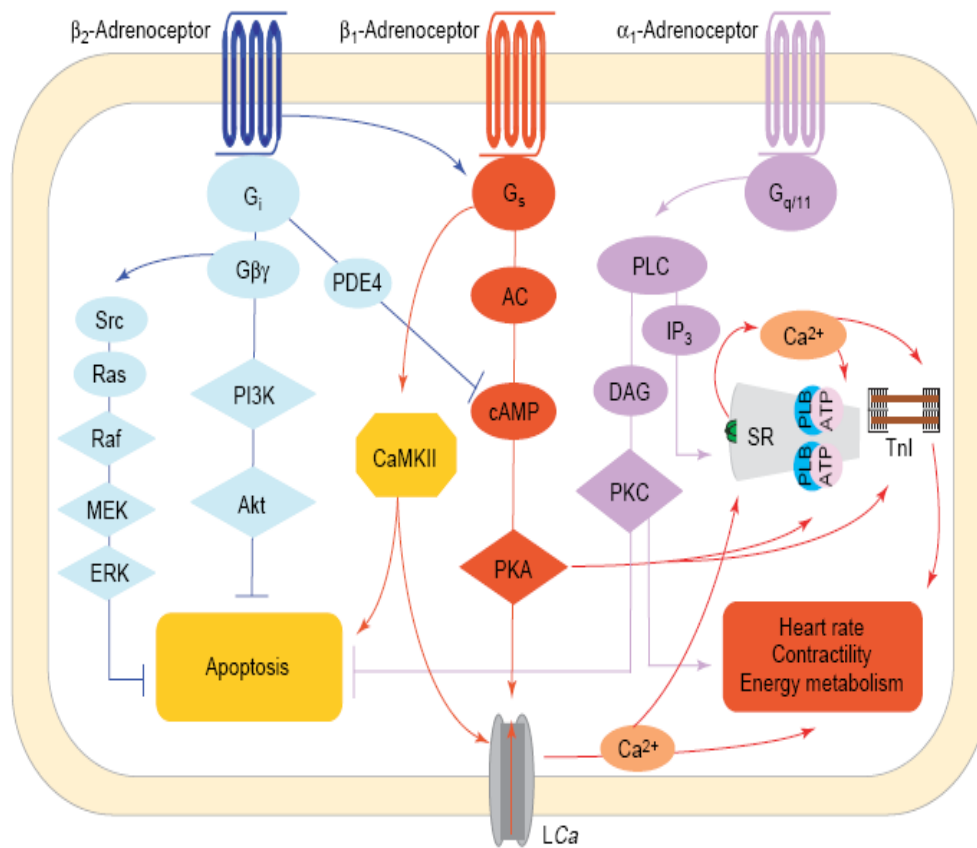 β₂-Adrenoceptor
β₁-Adrenoceptor
α₁-Adrenoceptor
Gᵢ
Gₛ
G_q/11
Gβγ
PDE4
PLC
AC
Src
IP₃
Ca²⁺
Ras
PI3K
cAMP
DAG
Raf
CaMKII
SR
PLB
ATP
PLB
ATP
TnI
MEK
Akt
PKC
ERK
PKA
Apoptosis
Heart rate
Contractility
Energy metabolism
Ca²⁺
LCa